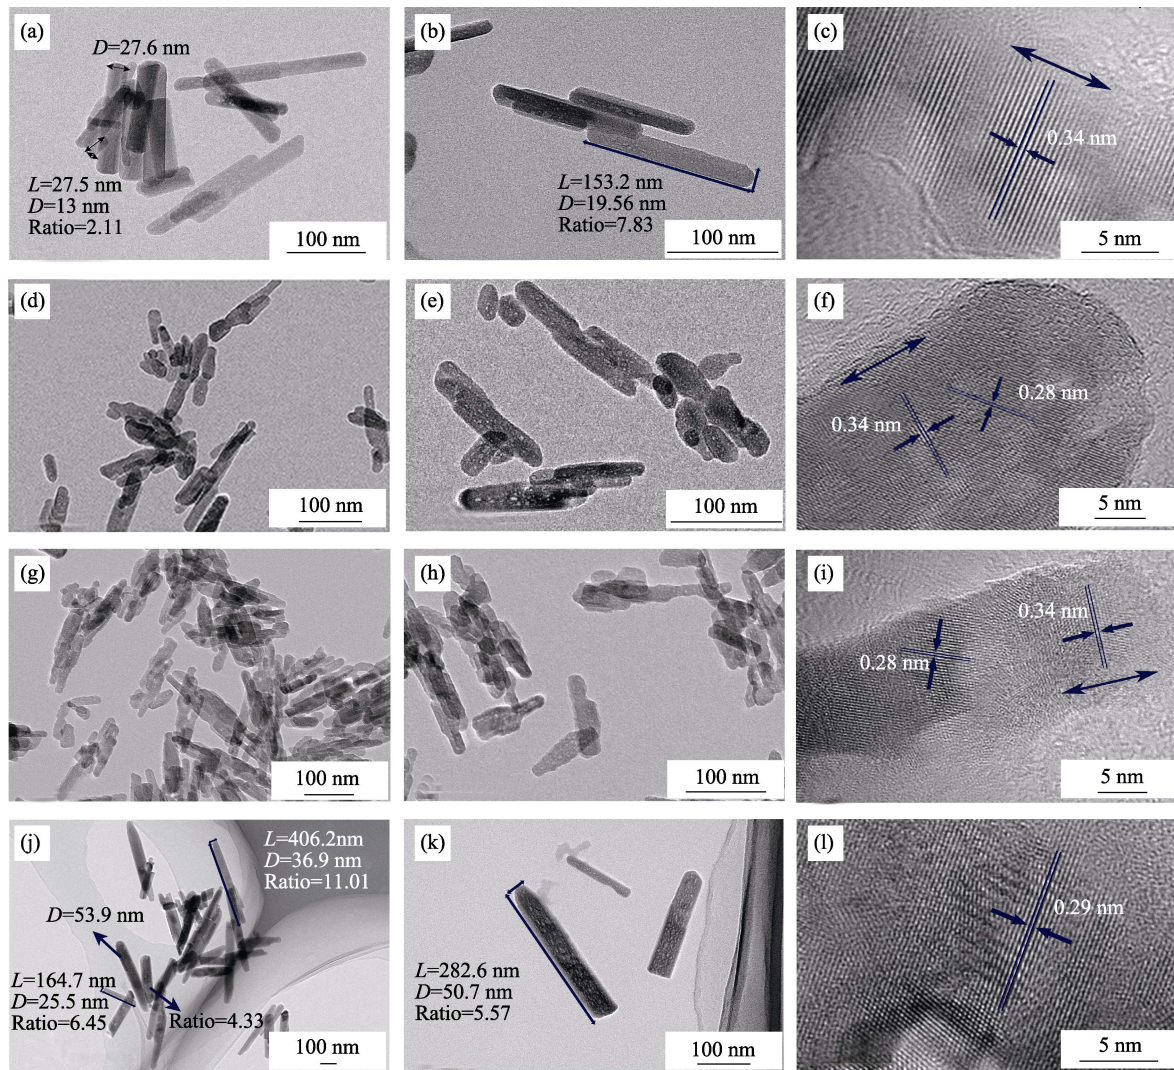 (a)
D=27.6 nm
L=27.5 nm
D=13 nm
Ratio=2.11
100 nm
(b)
L=153.2 nm
D=19.56 nm
Ratio=7.83
100 nm
(c)
0.34 nm
5 nm
(d)
100 nm
(e)
100 nm
(f)
0.28 nm
0.34 nm
5 nm
(g)
100 nm
(h)
100 nm
(i)
0.34 nm
0.28 nm
5 nm
(j)
L=406.2nm
D=36.9 nm
Ratio=11.01
D=53.9 nm
L=164.7 nm
D=25.5 nm
Ratio=6.45
Ratio=4.33
100 nm
(k)
L=282.6 nm
D=50.7 nm
Ratio=5.57
100 nm
(l)
0.29 nm
5 nm